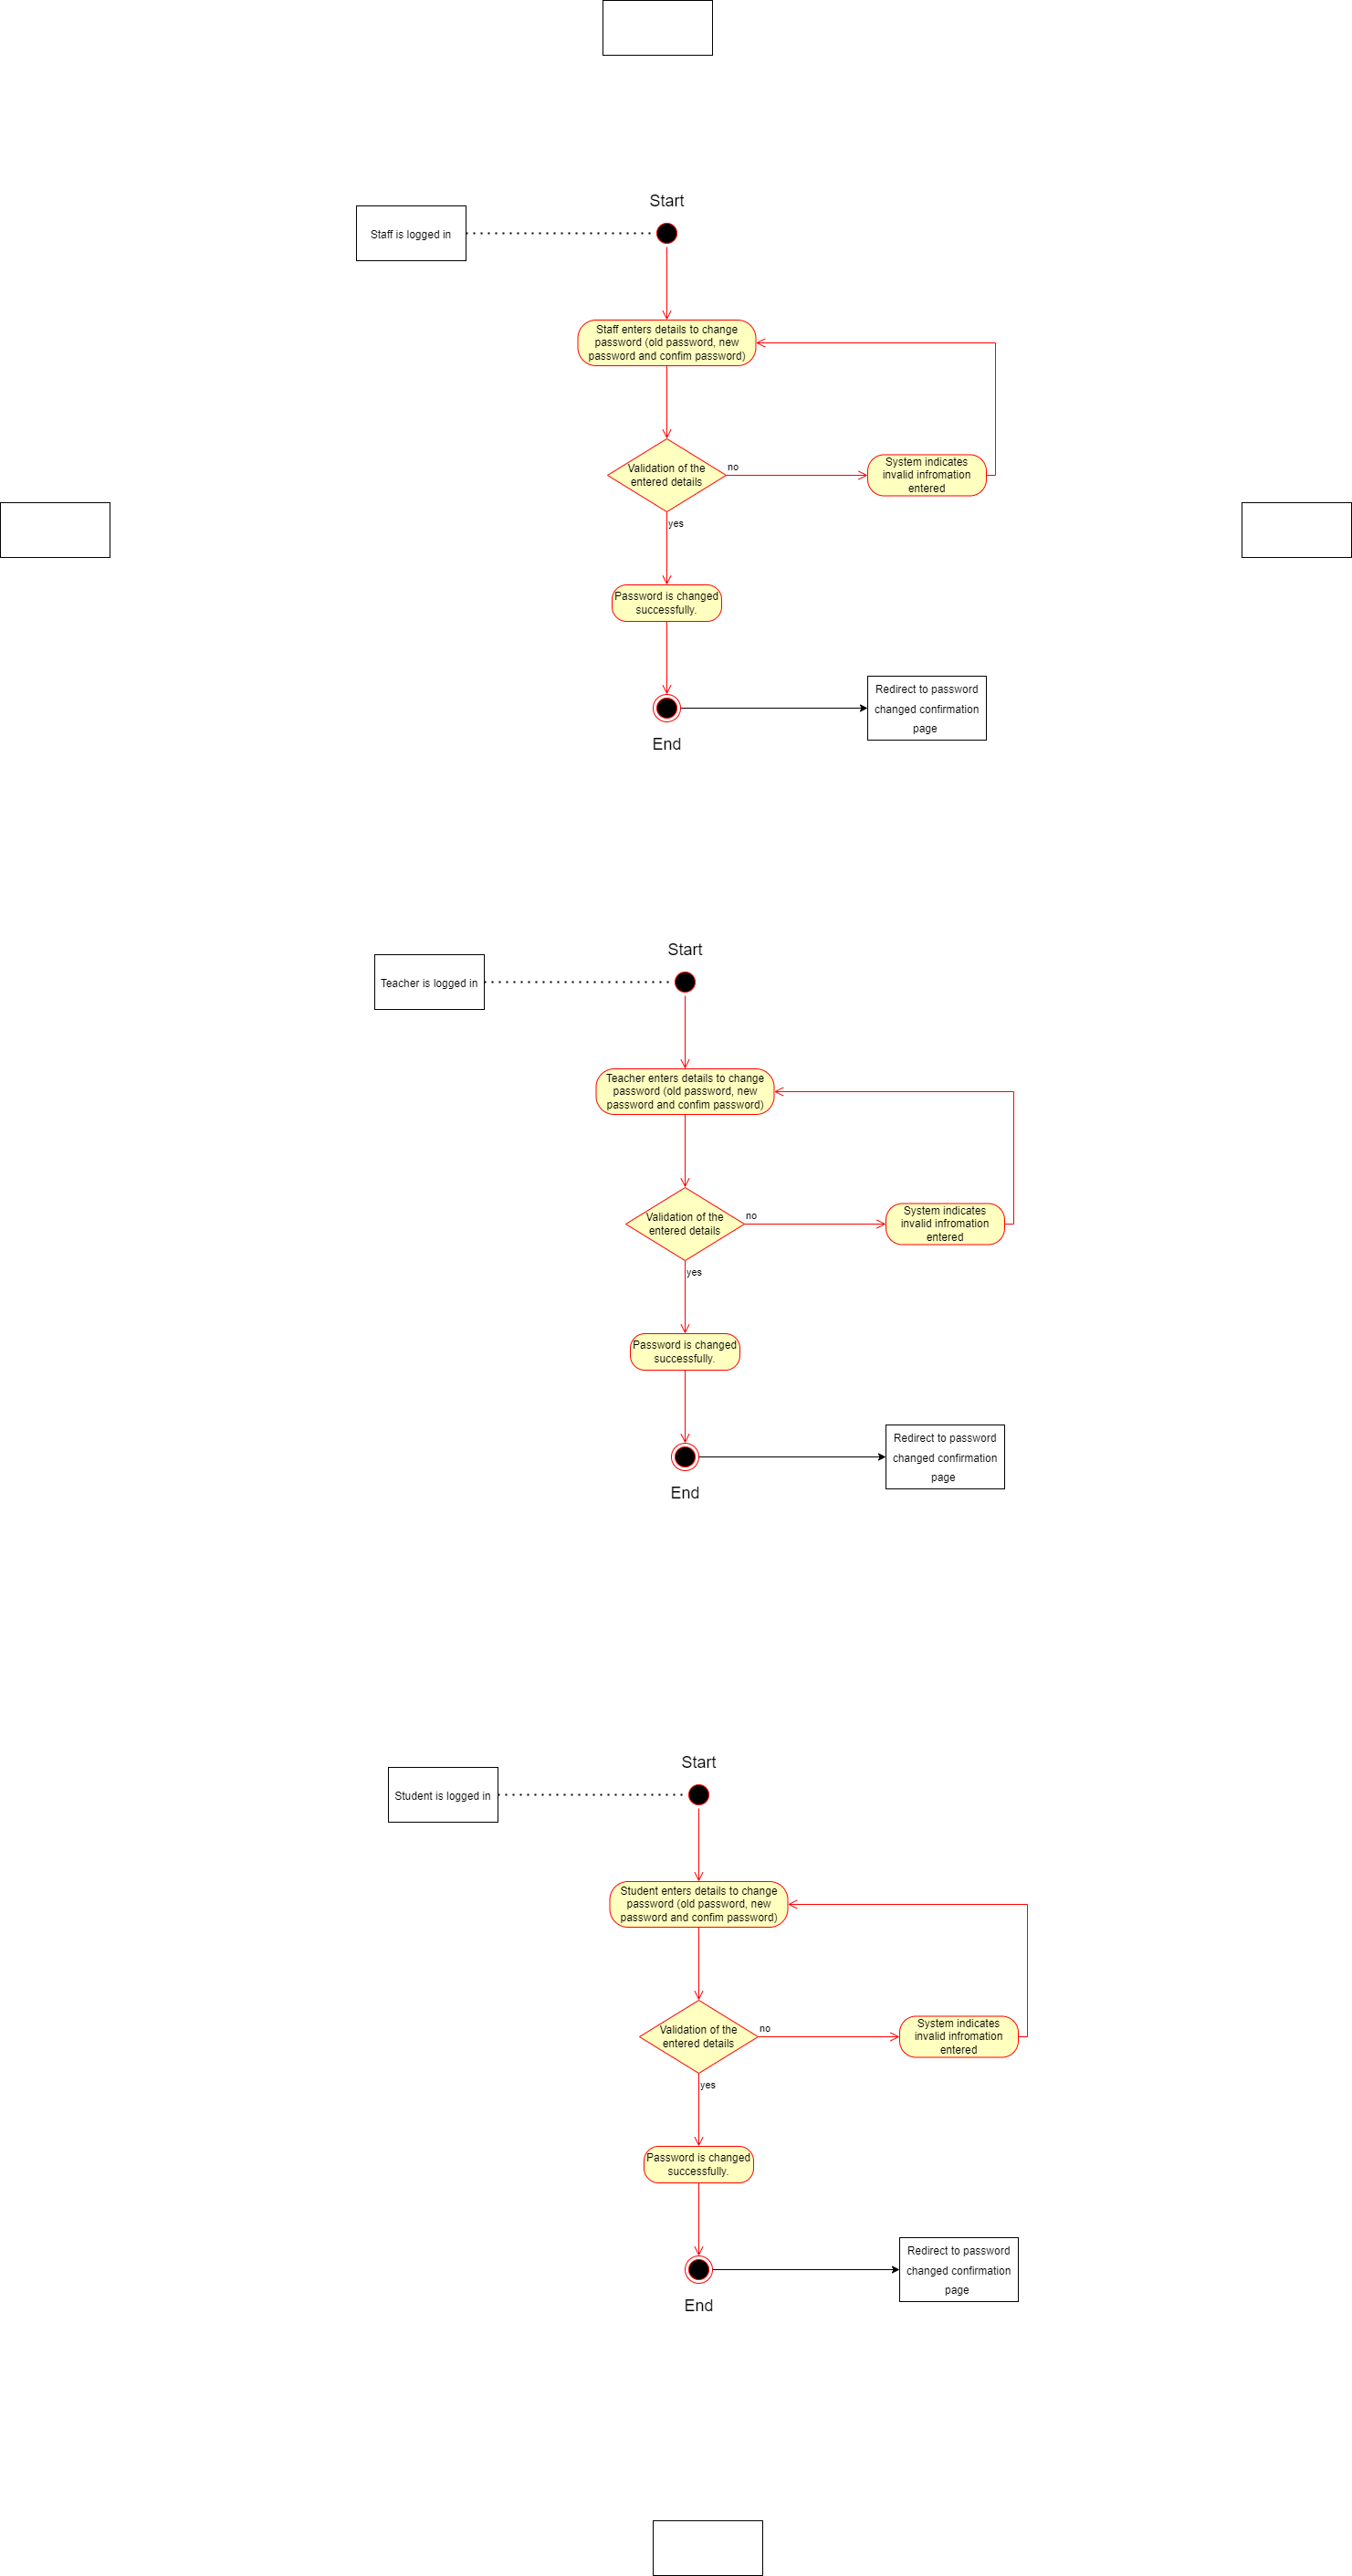 Start
Staff is logged in
Staff enters details to change
password (old password, new
password and confim password)
Validation of the
entered details
no
System indicates
invalid infromation
entered
yes
Password is changed
successfully.
Redirect to password
changed confirmation
page
End
Start
Teacher is logged in
Teacher enters details to change
password (old password, new
password and confim password)
Validation of the
entered details
no
System indicates
invalid infromation
entered
yes
Password is changed
successfully.
Redirect to password
changed confirmation
page
End
Start
Student is logged in
Student enters details to change
password (old password, new
password and confim password)
Validation of the
entered details
no
System indicates
invalid infromation
entered
yes
Password is changed
successfully.
Redirect to password
changed confirmation
page
End